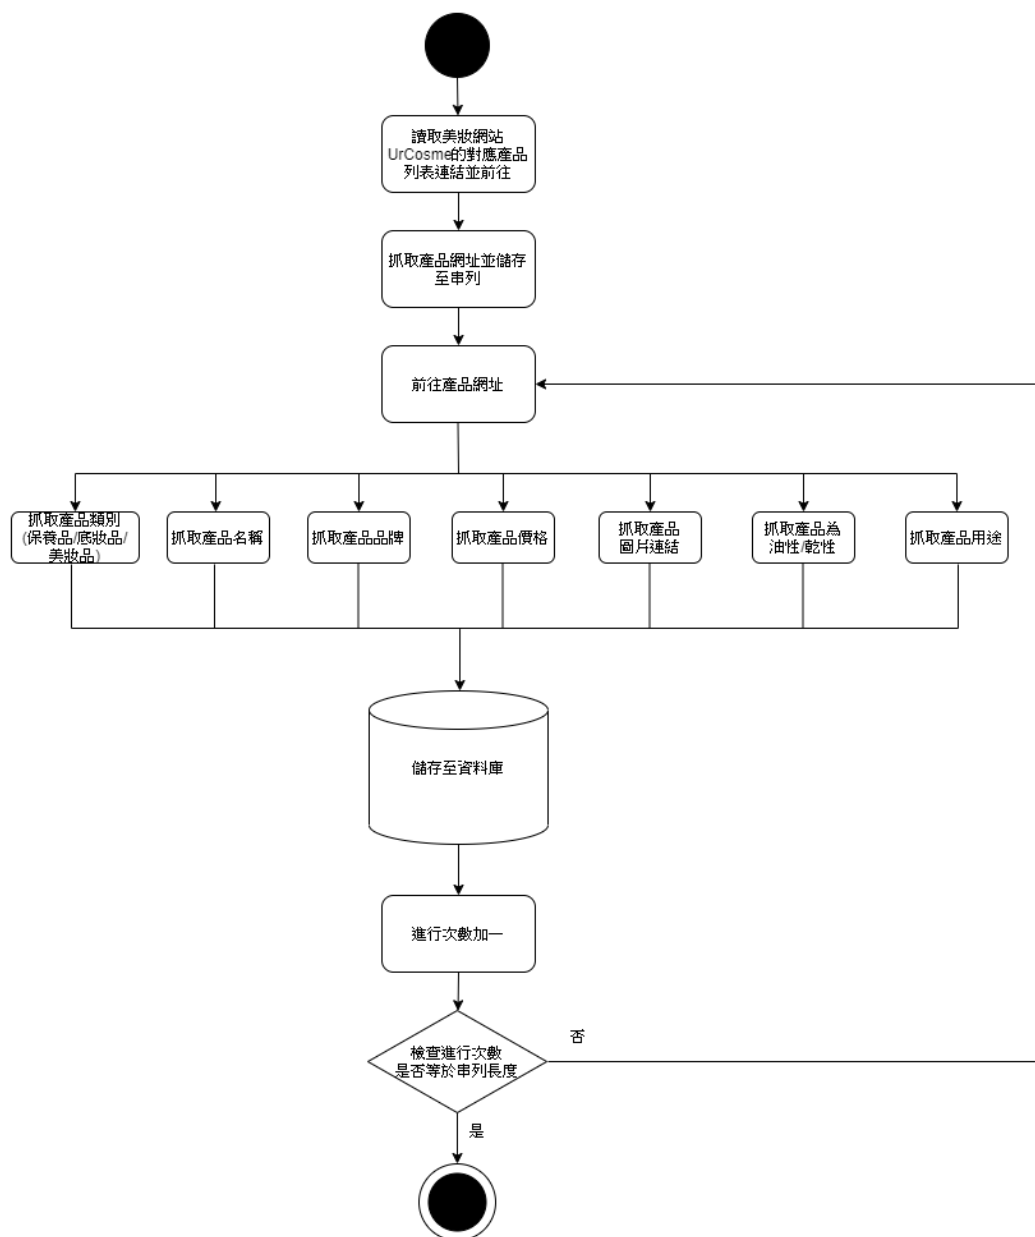 讀取美妝網站
UrCosme的對應產品
列表連結並前往
抓取產品網址並儲存
至串列
前往產品網址
抓取產品類別
(保養品/底妝品/
美妝品)
抓取產品名稱
抓取產品品牌
抓取產品價格
抓取產品
圖片連結
抓取產品為
油性/乾性
抓取產品用途
儲存至資料庫
進行次數加一
檢查進行次數
是否等於串列長度
否
是